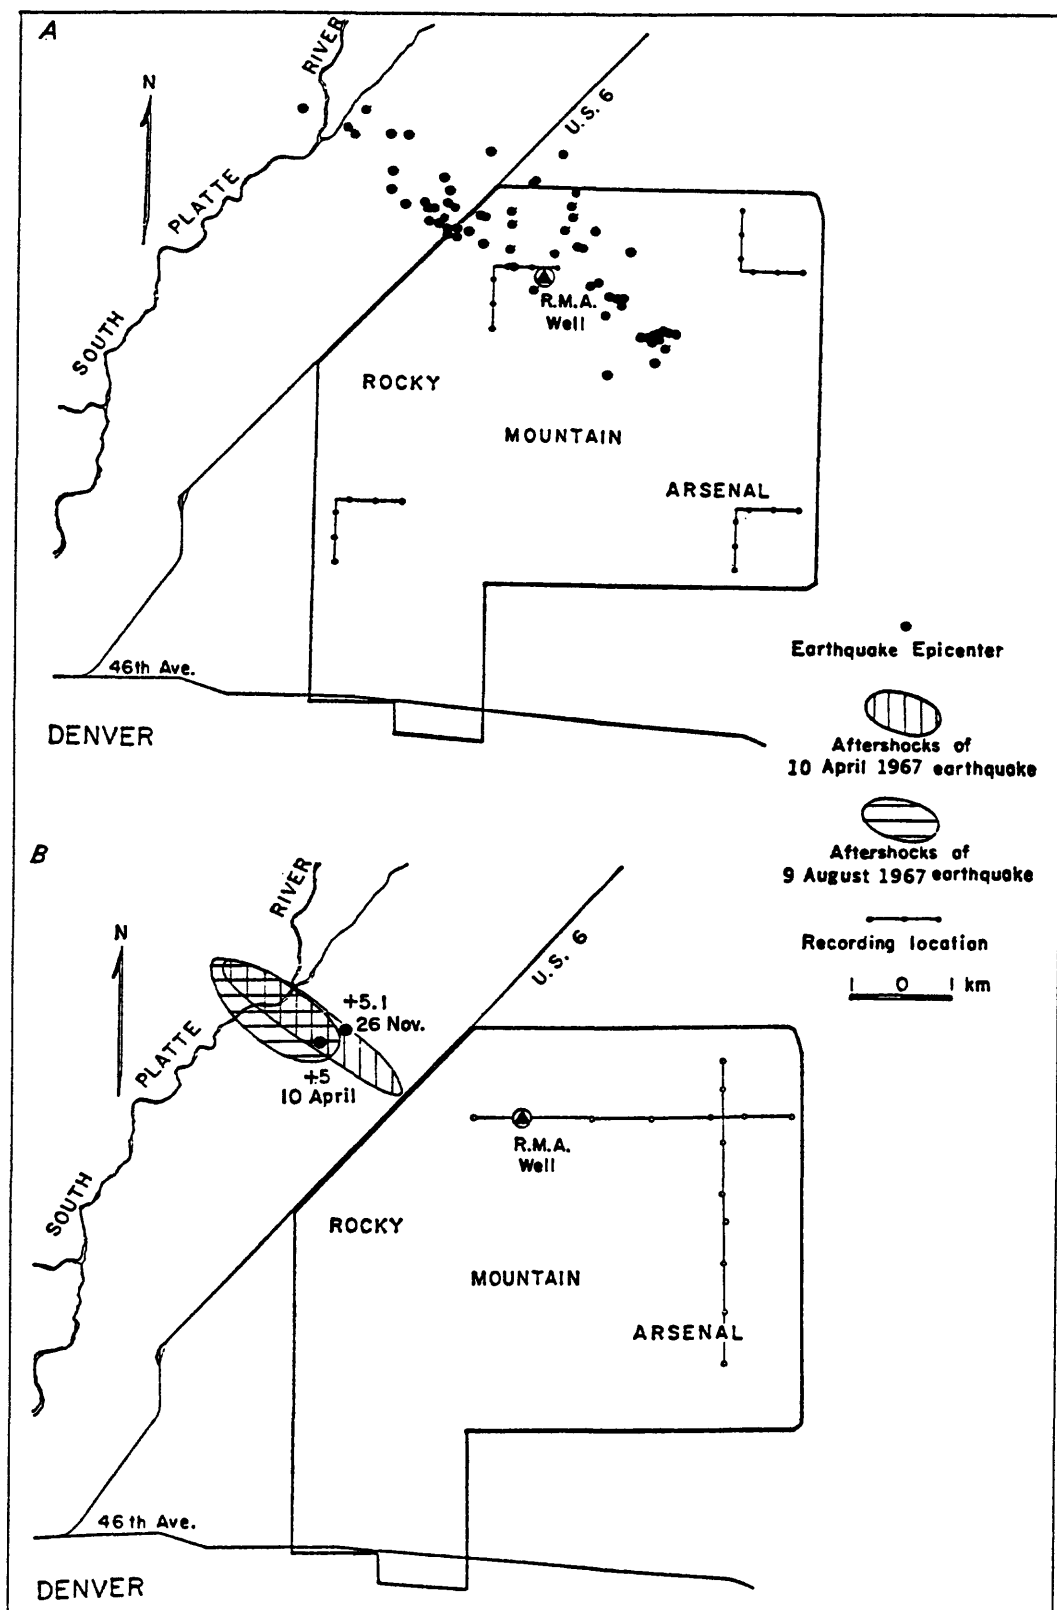 A
N
RIVER
PLATTE
SOUTH
U.S. 6
R.M.A.
Well
ROCKY
MOUNTAIN
ARSENAL
46th Ave.
DENVER
Earthquake Epicenter
Aftershocks of
10 April 1967 earthquake
Aftershocks of
9 August 1967 earthquake
Recording location
1 0 1 km
B
N
RIVER
PLATTE
SOUTH
U.S. 6
+5.1
26 Nov.
+5
10 April
R.M.A.
Well
ROCKY
MOUNTAIN
ARSENAL
46th Ave.
DENVER